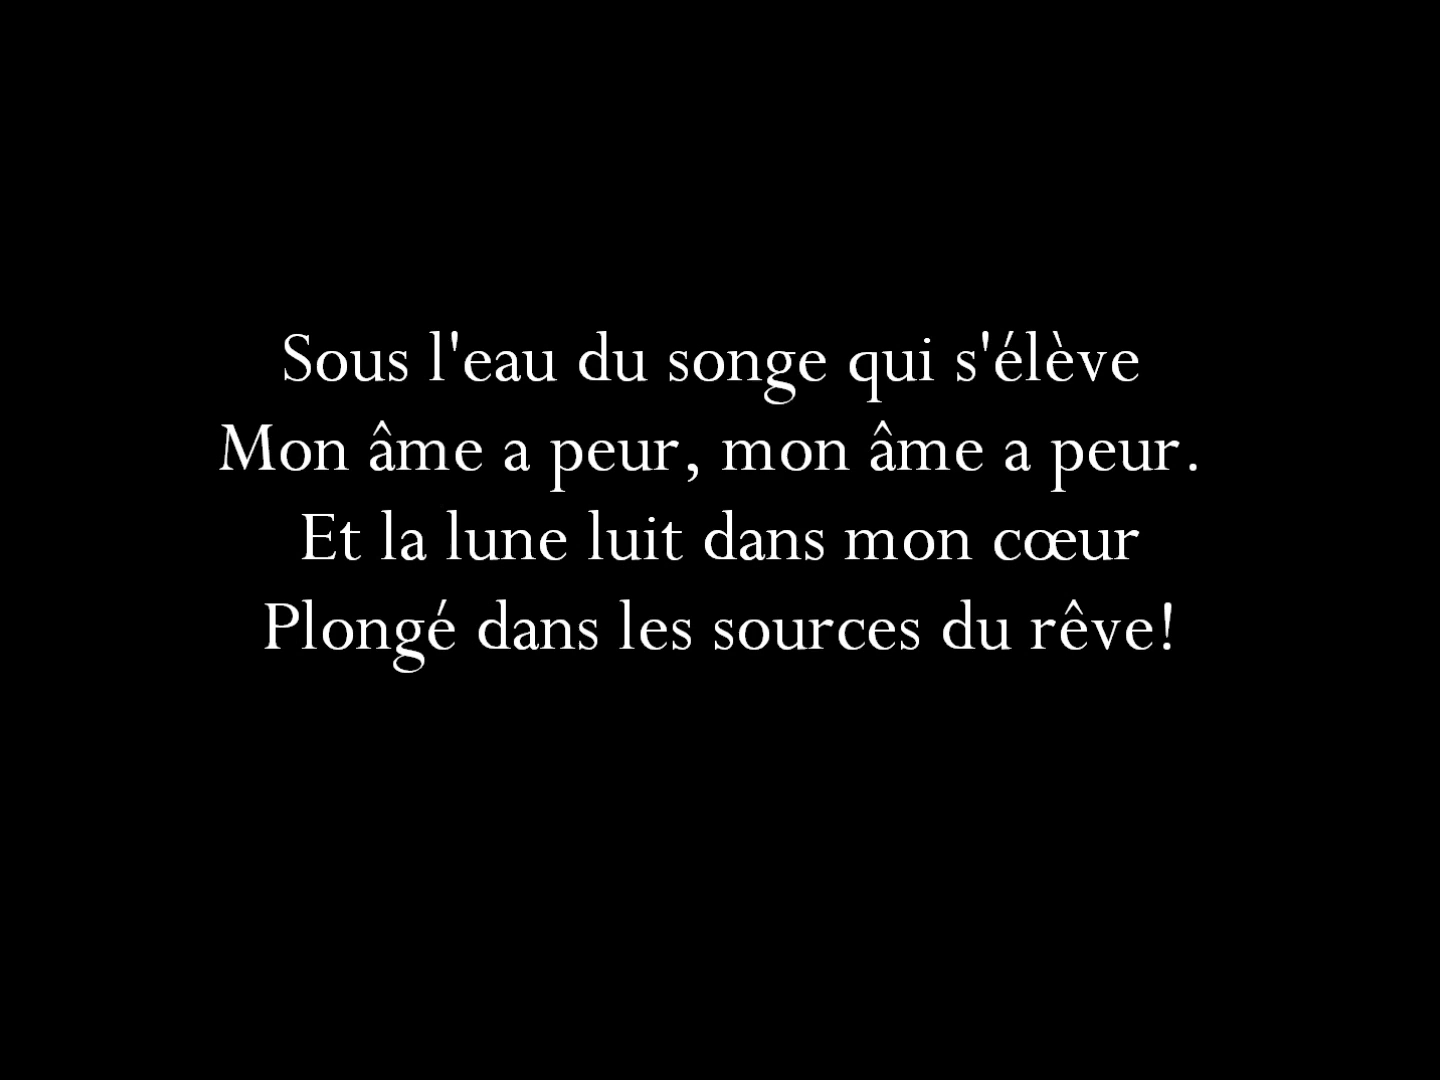 Sous l'eau du songe qui s'élève
Mon âme a peur, mon âme a peur.
Et la lune luit dans mon cœur
Plongé dans les sources du rêve!